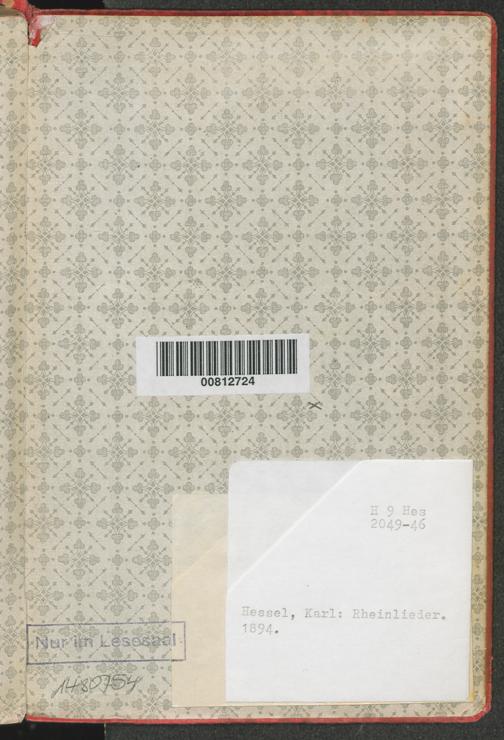 00812724
H 9 Hes
2049-46
Hessel, Karl: Rheinlieder.
1894.
Nur im Lesesaal
1480754